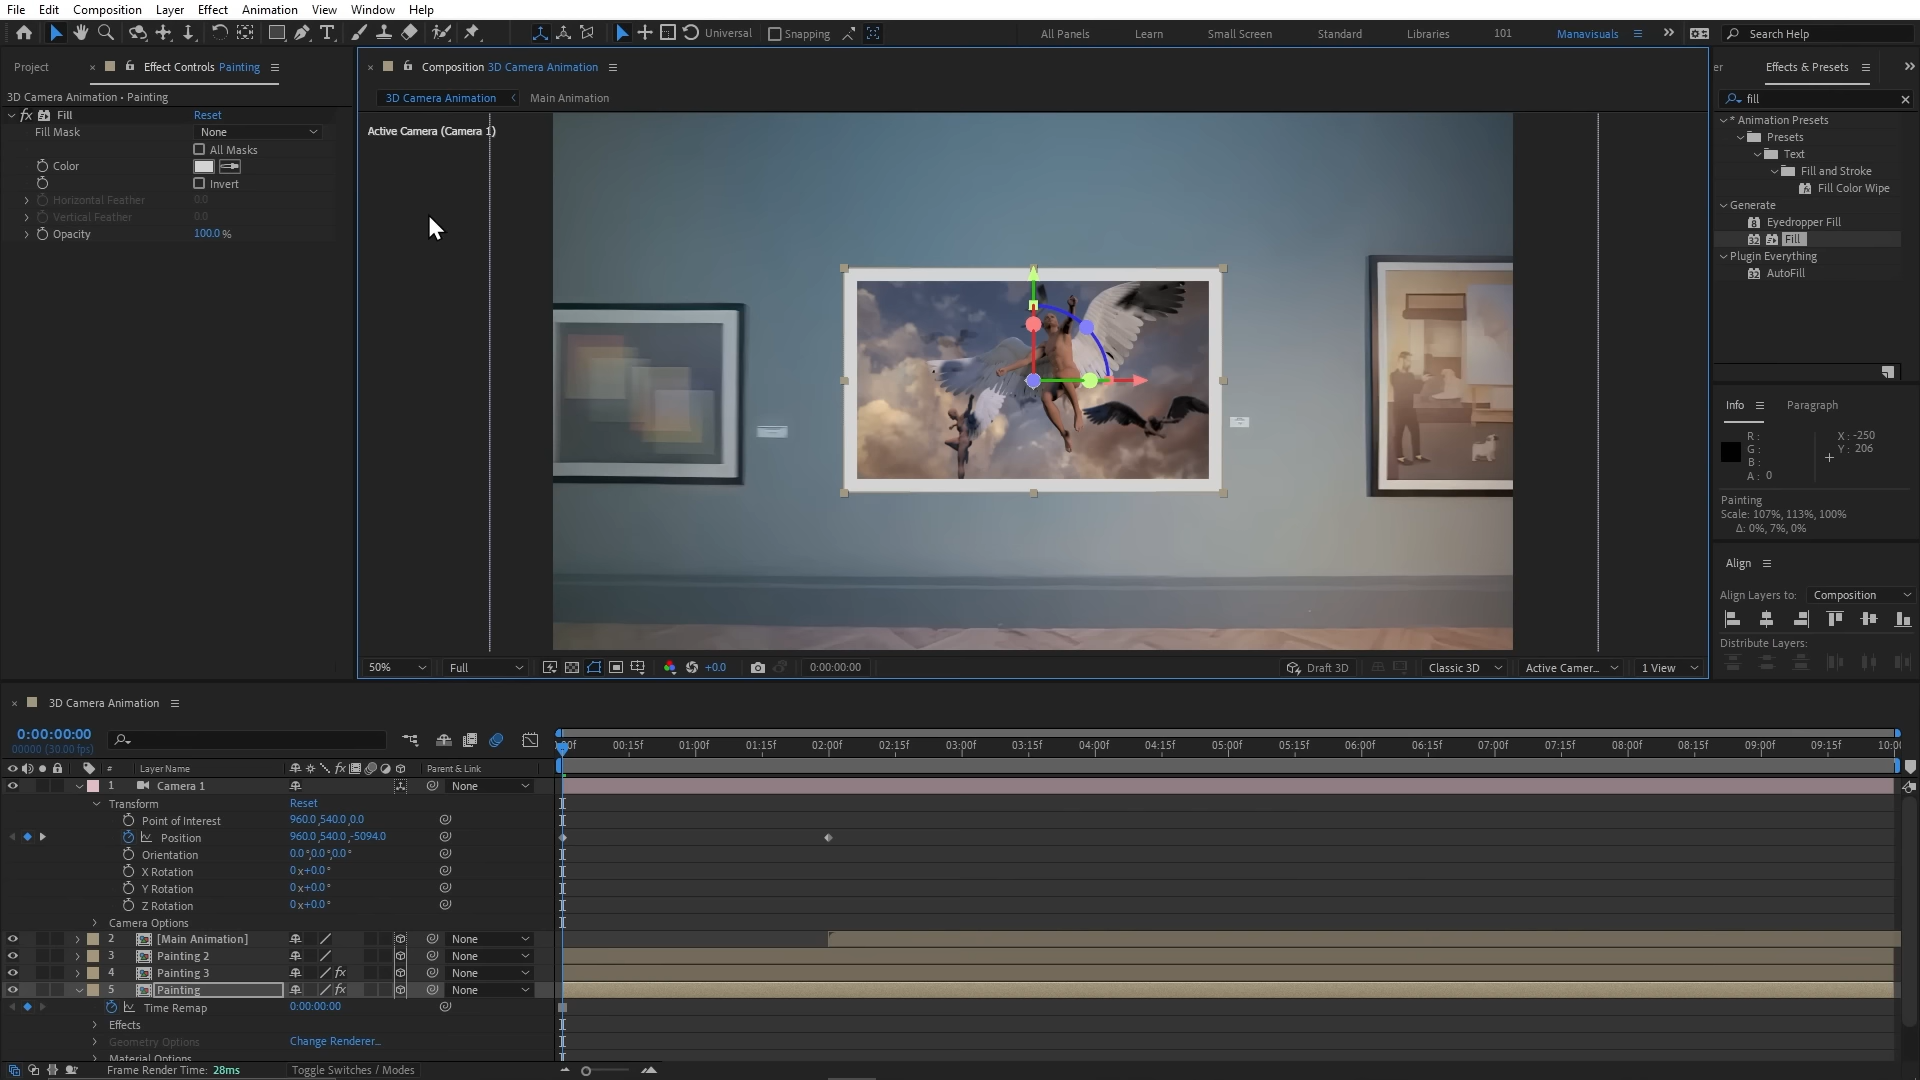 File Edit Composition Layer Effect Animation View Window Help
Universal Snapping All Panels Learn Small Screen Standard Libraries 101 Manavisuals Search Help
Project Effect Controls Painting
3D Camera Animation • Painting
fx Fill Reset
Fill Mask None
All Masks
Color
Invert
Horizontal Feather 0.0
Vertical Feather 0.0
Opacity 100.0 %
Composition 3D Camera Animation
3D Camera Animation Main Animation
Active Camera (Camera 1)
50% Full +0.0 0:00:00:00 Draft 3D Classic 3D Active Camer... 1 View
er Effects & Presets
fill
* Animation Presets
Presets
Text
Fill and Stroke
Fill Color Wipe
Generate
Eyedropper Fill
Fill
Plugin Everything
AutoFill
Info Paragraph
R :
G :
B :
A : 0
X : -250
Y : 206
Painting
Scale: 107%, 113%, 100%
Δ: 0%, 7%, 0%
Align
Align Layers to: Composition
Distribute Layers:
3D Camera Animation
0:00:00:00
00000 (30.00 fps)
:00f 00:15f 01:00f 01:15f 02:00f 02:15f 03:00f 03:15f 04:00f 04:15f 05:00f 05:15f 06:00f 06:15f 07:00f 07:15f 08:00f 08:15f 09:00f 09:15f 10:0
# Layer Name fx Parent & Link
1 Camera 1 None
Transform Reset
Point of Interest 960.0,540.0,0.0
Position 960.0,540.0,-5094.0
Orientation 0.0°,0.0°,0.0°
X Rotation 0x+0.0°
Y Rotation 0x+0.0°
Z Rotation 0x+0.0°
Camera Options
2 [Main Animation] None
3 Painting 2 None
4 Painting 3 fx None
5 Painting fx None
Time Remap 0:00:00:00
Effects
Geometry Options Change Renderer...
Material Options
Frame Render Time: 28ms Toggle Switches / Modes